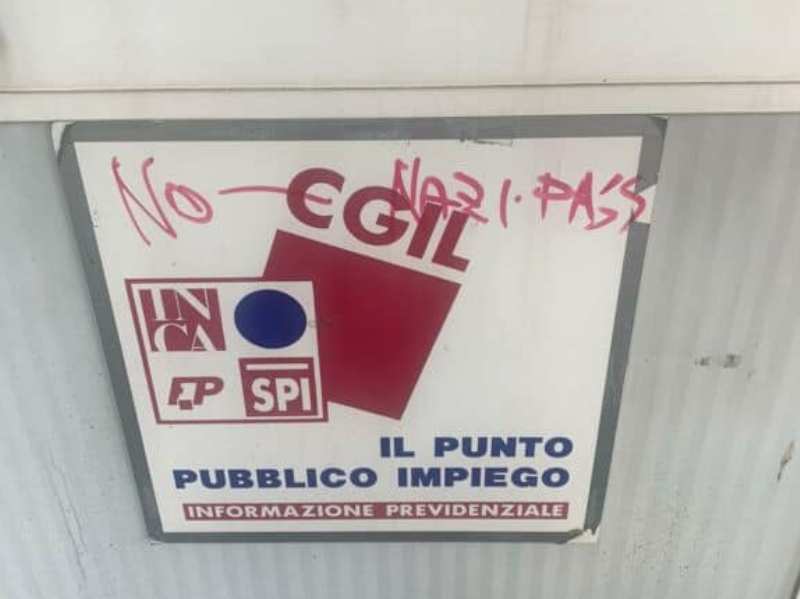 NO - NAZI. PASS
CGIL
INCA
FP
SPI
IL PUNTO
PUBBLICO IMPIEGO
INFORMAZIONE PREVIDENZIALE